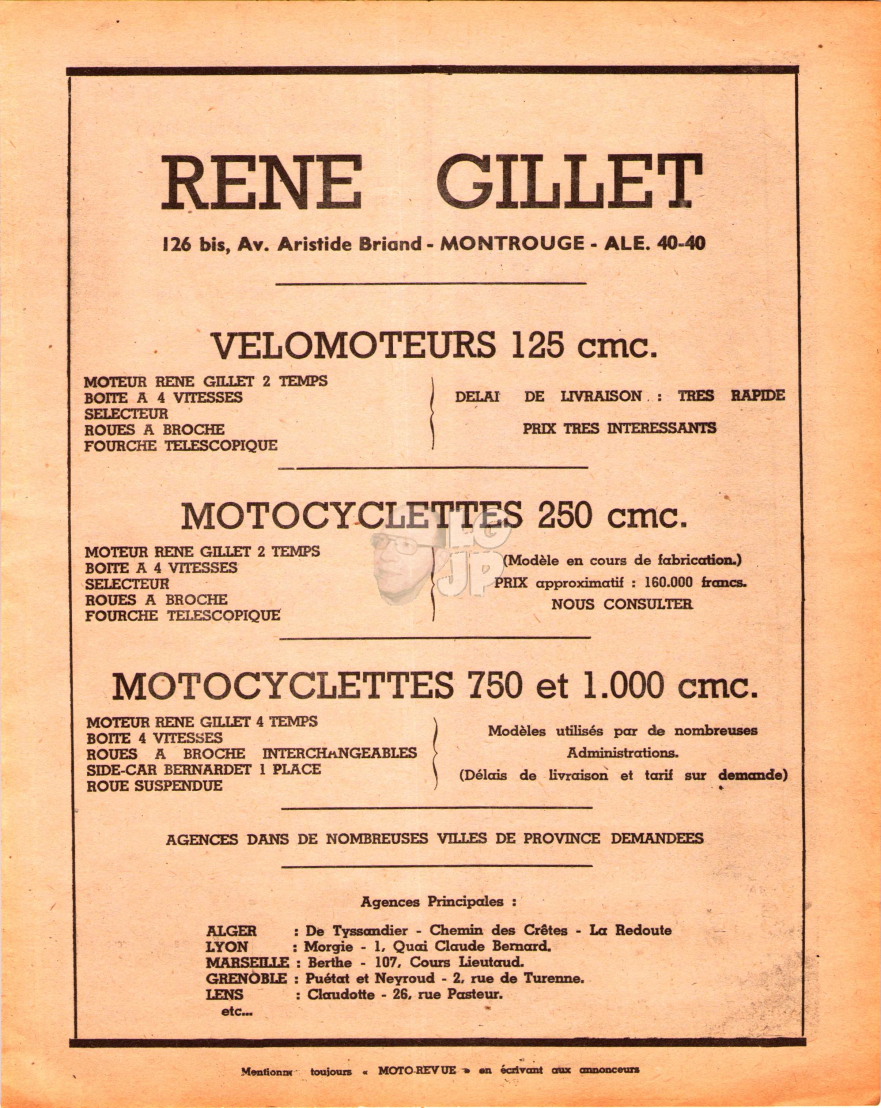 RENE GILLET
126 bis, Av. Aristide Briand - MONTROUGE - ALE. 40-40
VELOMOTEURS 125 cmc.
MOTEUR RENE GILLET 2 TEMPS
BOITE A 4 VITESSES
SELECTEUR
ROUES A BROCHE
FOURCHE TELESCOPIQUE
DELAI DE LIVRAISON : TRES RAPIDE
PRIX TRES INTERESSANTS
MOTOCYCLETTES 250 cmc.
MOTEUR RENE GILLET 2 TEMPS
BOITE A 4 VITESSES
SELECTEUR
ROUES A BROCHE
FOURCHE TELESCOPIQUE
(Modèle en cours de fabrication.)
PRIX approximatif : 160.000 francs.
NOUS CONSULTER
LG
JP
MOTOCYCLETTES 750 et 1.000 cmc.
MOTEUR RENE GILLET 4 TEMPS
BOITE 4 VITESSES
ROUES A BROCHE INTERCHANGEABLES
SIDE-CAR BERNARDET 1 PLACE
ROUE SUSPENDUE
Modèles utilisés par de nombreuses
Administrations.
(Délais de livraison et tarif sur demande)
AGENCES DANS DE NOMBREUSES VILLES DE PROVINCE DEMANDEES
Agences Principales :
ALGER : De Tyssandier - Chemin des Crêtes - La Redoute
LYON : Morgie - 1, Quai Claude Bernard.
MARSEILLE : Berthe - 107, Cours Lieutaud.
GRENOBLE : Puétat et Neyroud - 2, rue de Turenne.
LENS : Claudotte - 26, rue Pasteur.
etc...
toujours « MOTO-REVUE » en écrivant aux annonceurs